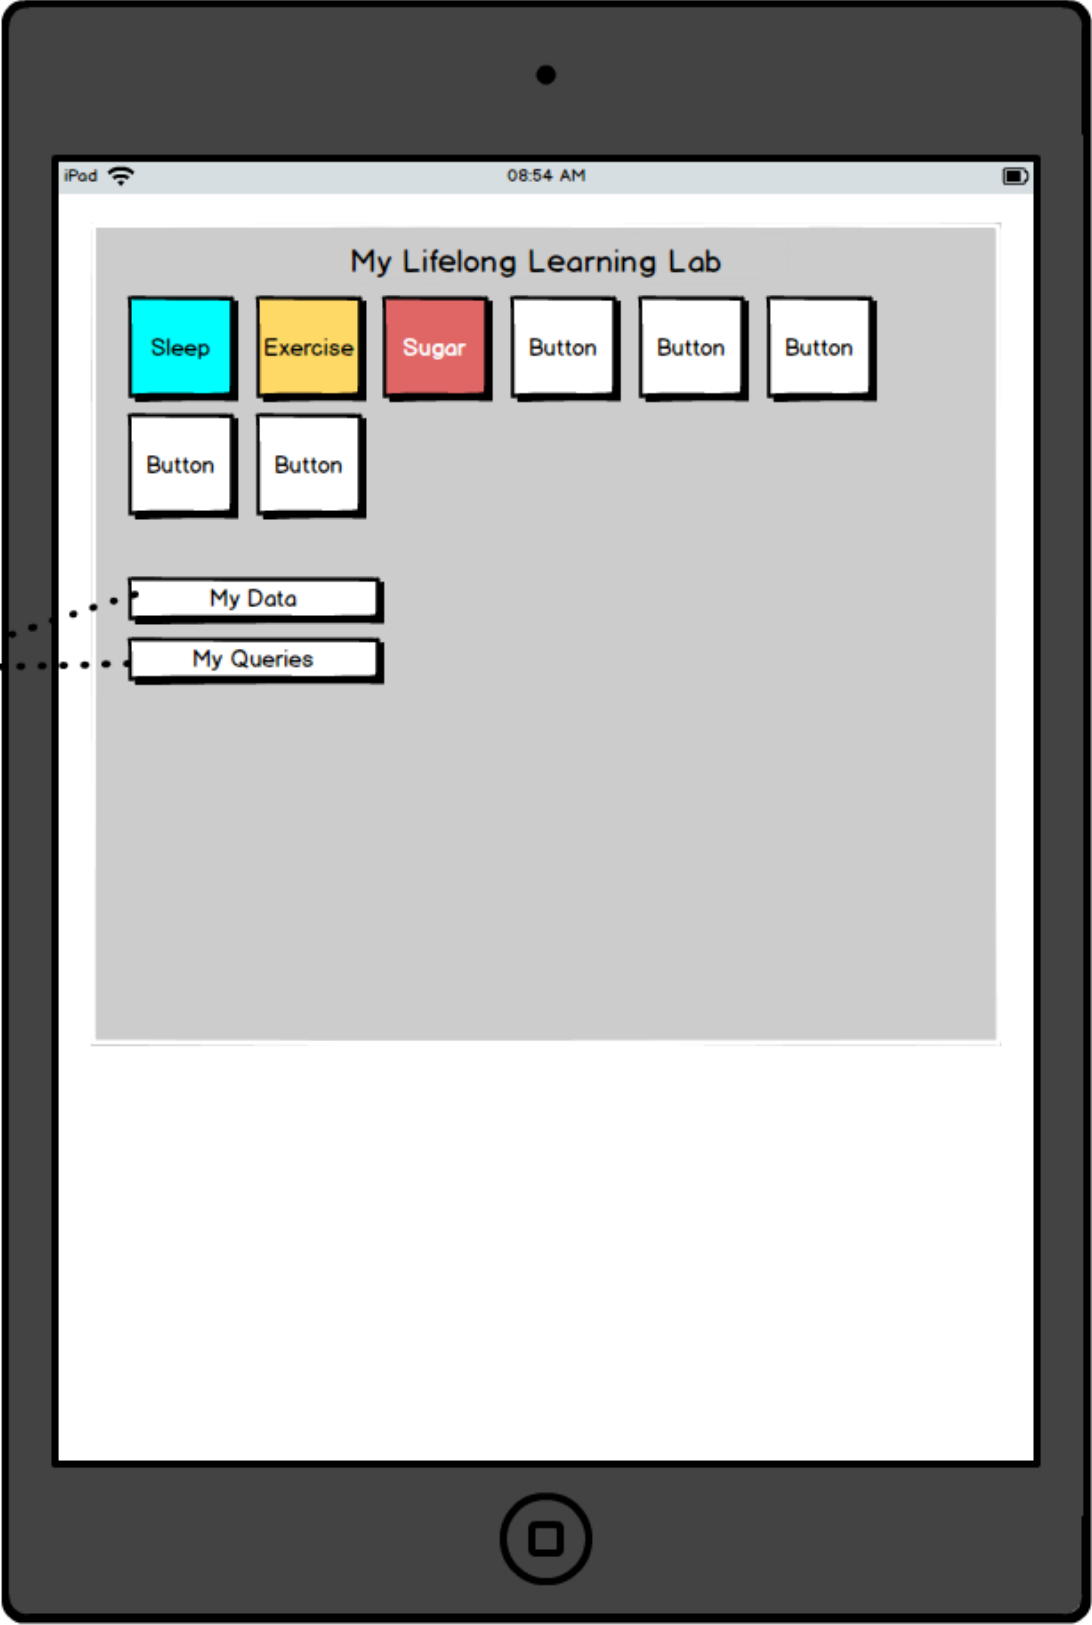 iPad 08:54 AM
My Lifelong Learning Lab
Sleep Exercise Sugar Button Button Button
Button Button
My Data
My Queries